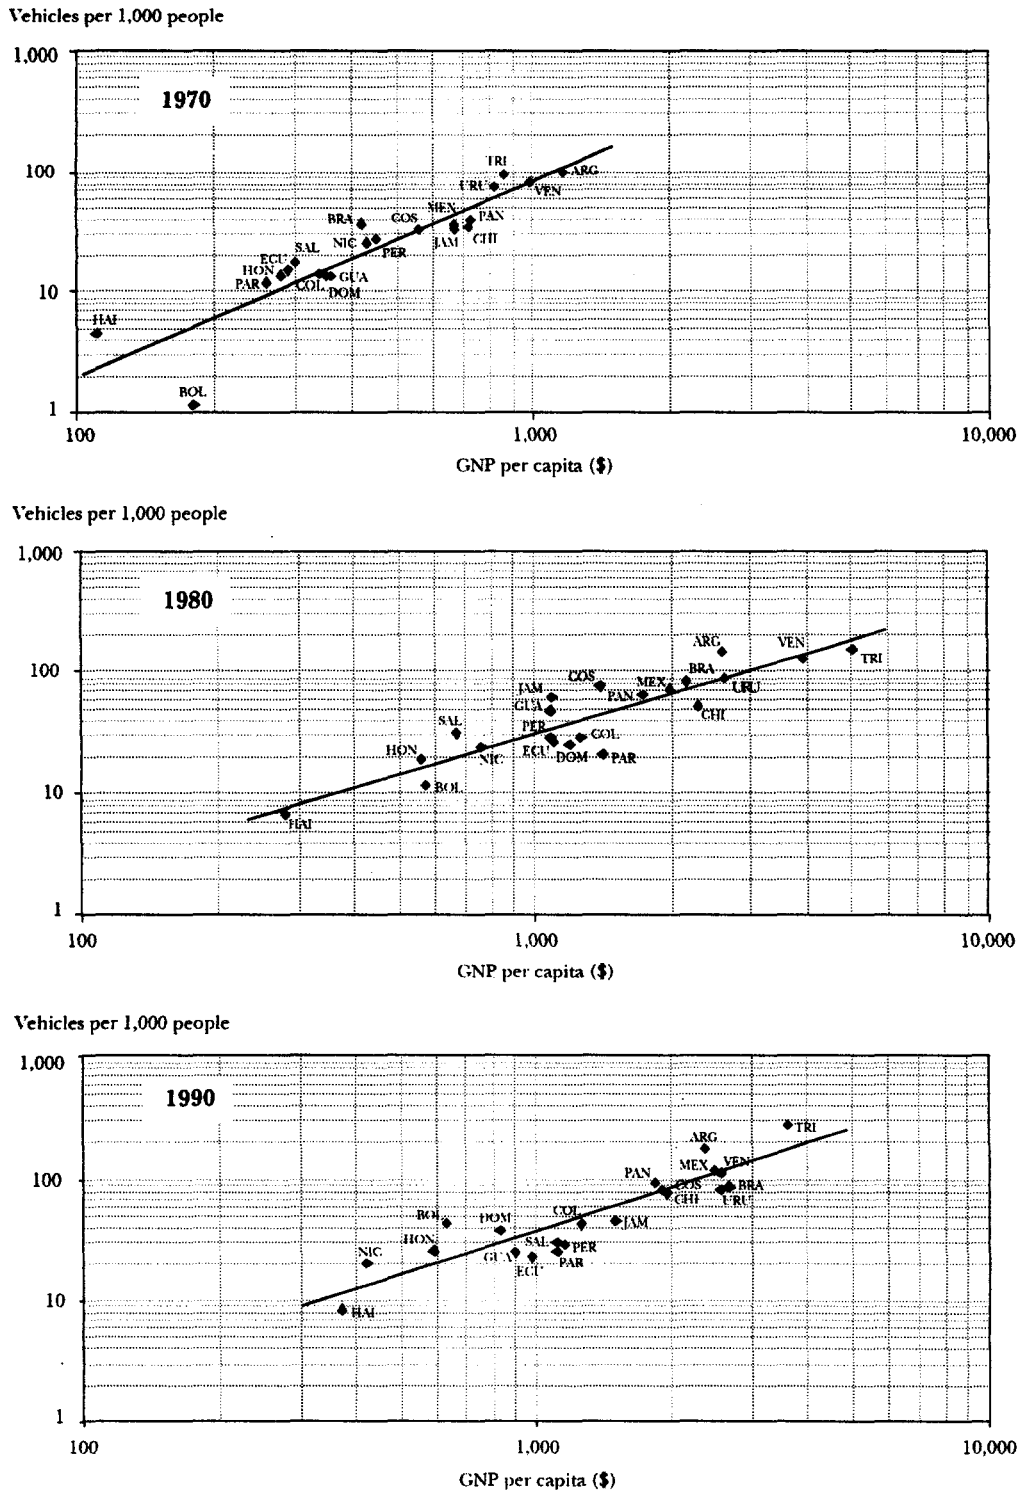 Vehicles per 1,000 people
1,000
1970
TRI
100
URU
ARG
VEN
MEX
BRA
COS
PAN
NIC
PER
JAM
CHI
SAL
ECU
HON
PAR
COL
GUA
DOM
10
HAI
BOL
1
100
1,000
10,000
GNP per capita ($)
Vehicles per 1,000 people
1,000
1980
ARG
VEN
100
TRI
BRA
COS
MEX
URU
JAM
PAN
GUA
CHI
SAL
PER
COL
HON
NIC
ECU
DOM
PAR
BOL
10
HAI
1
100
1,000
10,000
GNP per capita ($)
Vehicles per 1,000 people
1,000
1990
TRI
ARG
MEX
VEN
100
PAN
COS
BRA
CHI
URU
BOL
DOM
COL
JAM
HON
SAL
PER
NIC
GUA
PAR
ECU
10
HAI
1
100
1,000
10,000
GNP per capita ($)